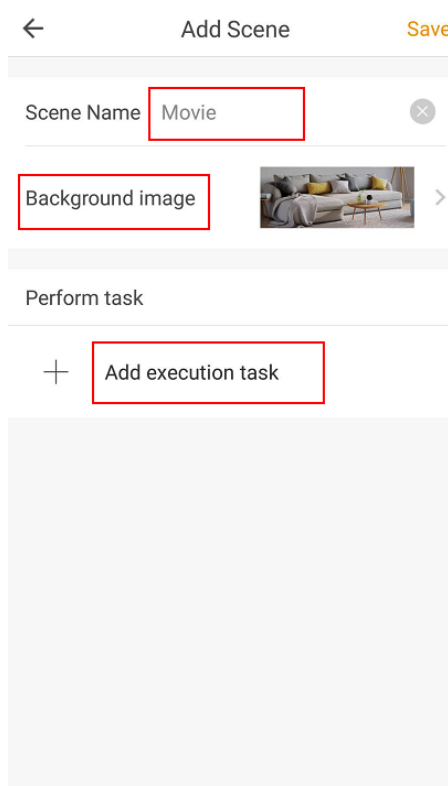 Add Scene Save
Scene Name Movie
Background image
Perform task
Add execution task